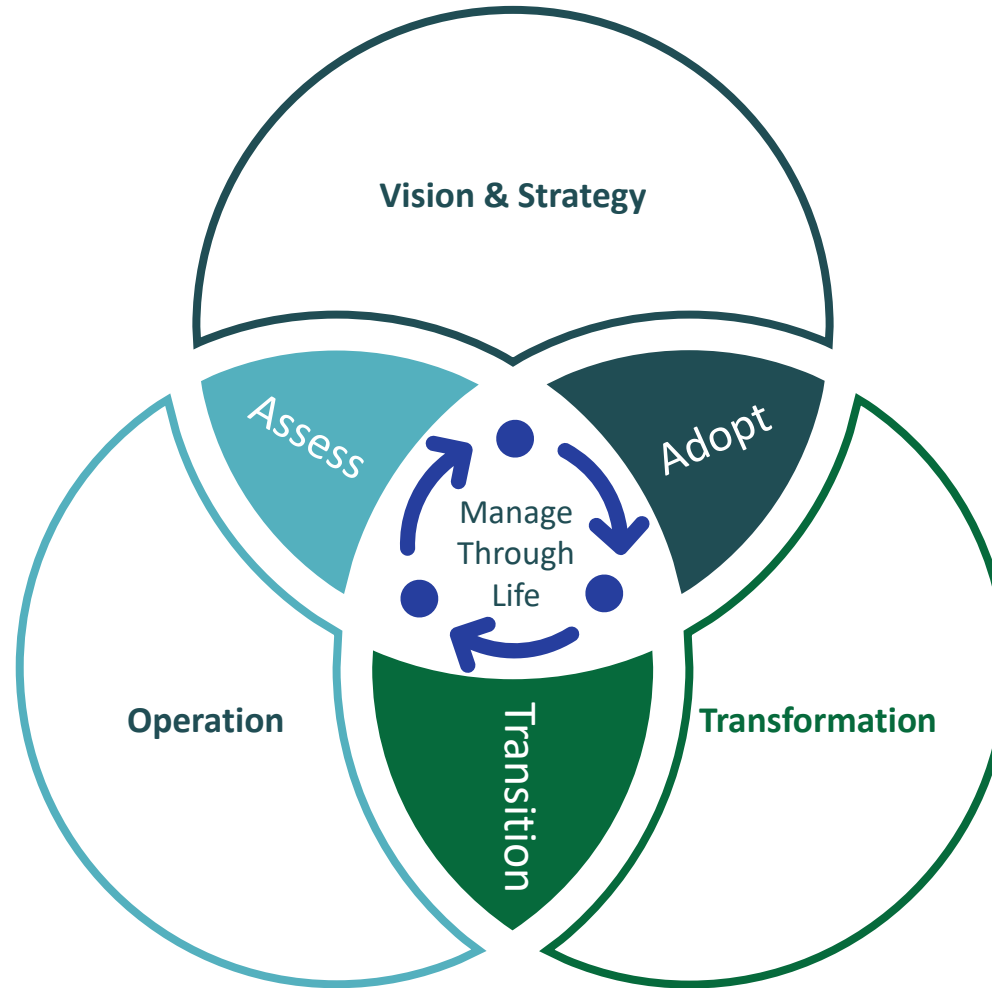 Vision & Strategy
Assess
Adopt
Manage
Through
Life
Operation
Transition
Transformation